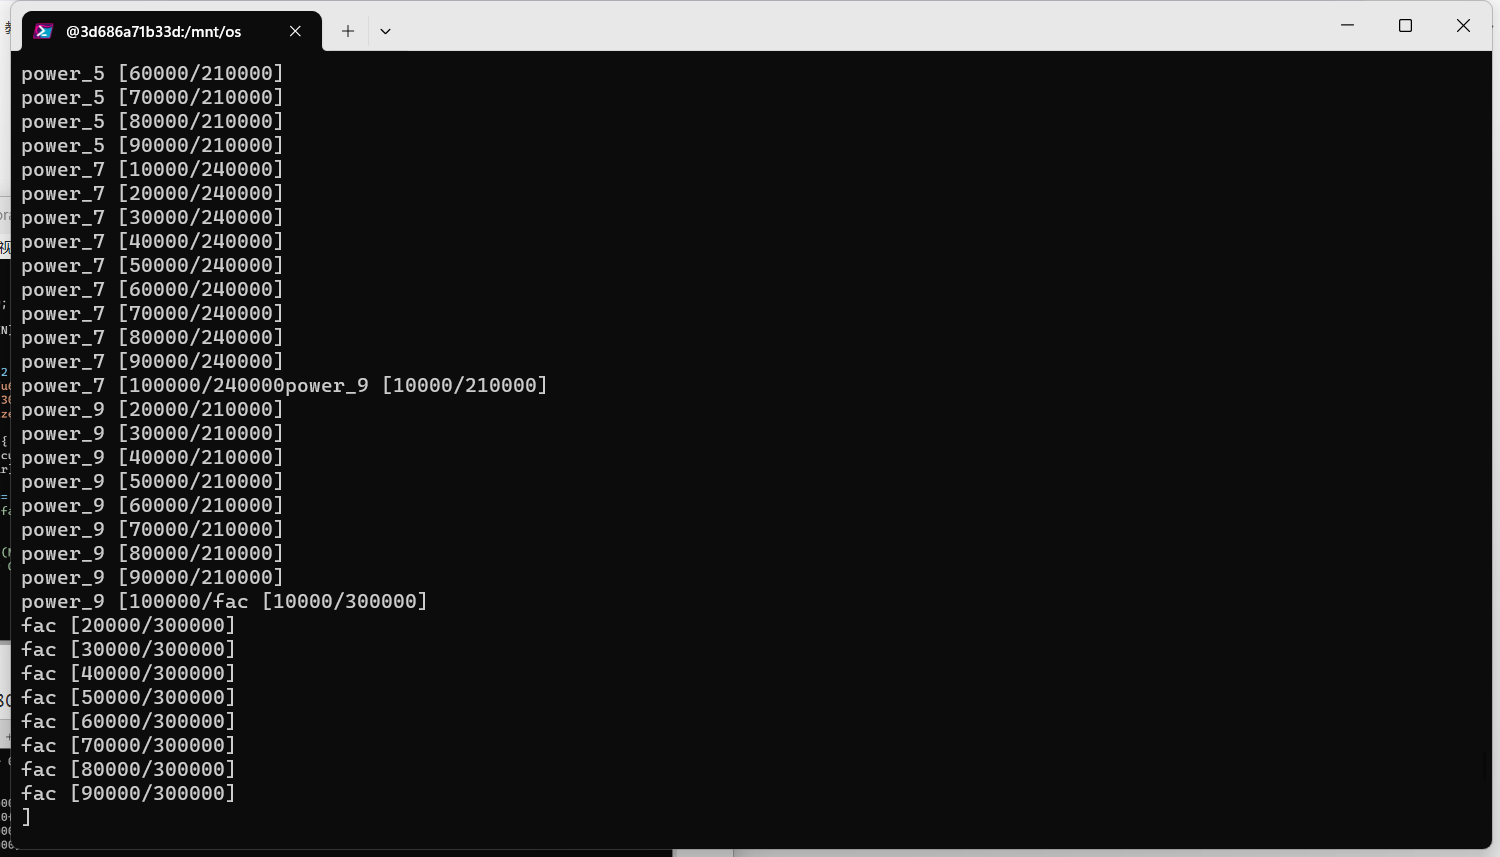 @3d686a71b33d:/mnt/os
power_5 [60000/210000]
power_5 [70000/210000]
power_5 [80000/210000]
power_5 [90000/210000]
power_7 [10000/240000]
power_7 [20000/240000]
power_7 [30000/240000]
power_7 [40000/240000]
power_7 [50000/240000]
power_7 [60000/240000]
power_7 [70000/240000]
power_7 [80000/240000]
power_7 [90000/240000]
power_7 [100000/240000power_9 [10000/210000]
power_9 [20000/210000]
power_9 [30000/210000]
power_9 [40000/210000]
power_9 [50000/210000]
power_9 [60000/210000]
power_9 [70000/210000]
power_9 [80000/210000]
power_9 [90000/210000]
power_9 [100000/fac [10000/300000]
fac [20000/300000]
fac [30000/300000]
fac [40000/300000]
fac [50000/300000]
fac [60000/300000]
fac [70000/300000]
fac [80000/300000]
fac [90000/300000]
]